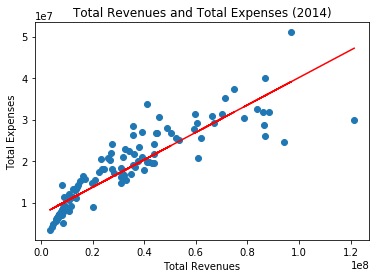 Total Revenues and Total Expenses (2014)
1e7
5
4
3
2
1
Total Expenses
0.0 0.2 0.4 0.6 0.8 1.0 1.2
1e8
Total Revenues